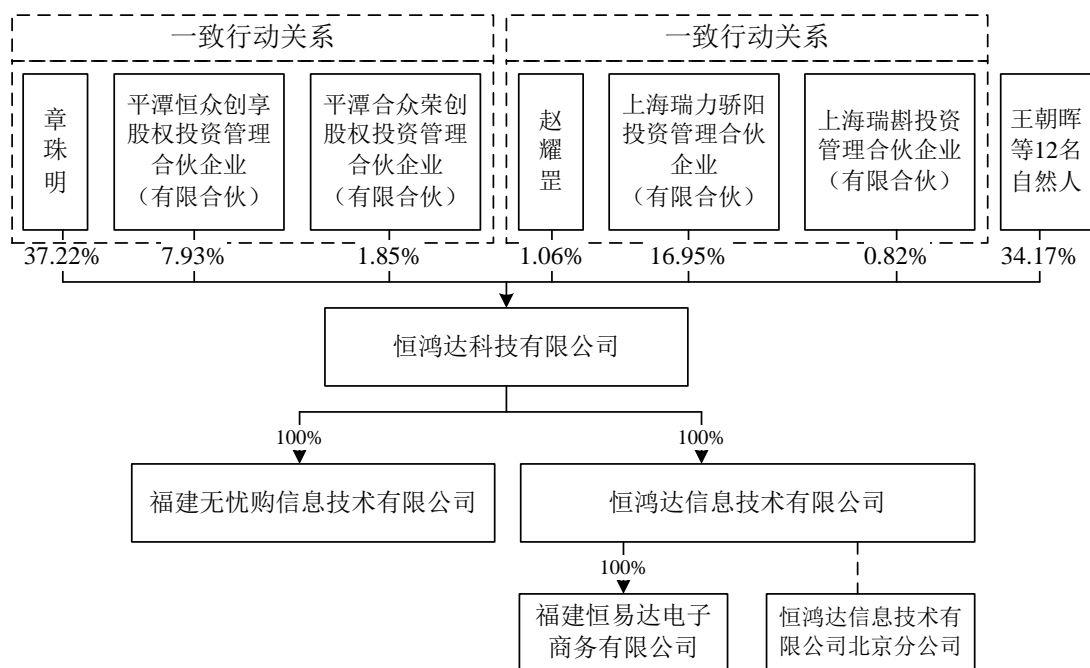 一致行动关系
一致行动关系
章
珠
明
平潭恒众创享
股权投资管理
合伙企业
（有限合伙）
平潭合众荣创
股权投资管理
合伙企业
（有限合伙）
赵
耀
罡
上海瑞力骄阳
投资管理合伙
企业
（有限合伙）
上海瑞斟投资
管理合伙企业
（有限合伙）
王朝晖
等12名
自然人
37.22%
7.93%
1.85%
1.06%
16.95%
0.82%
34.17%
恒鸿达科技有限公司
100%
100%
福建无忧购信息技术有限公司
恒鸿达信息技术有限公司
100%
福建恒易达电子
商务有限公司
恒鸿达信息技术有
限公司北京分公司